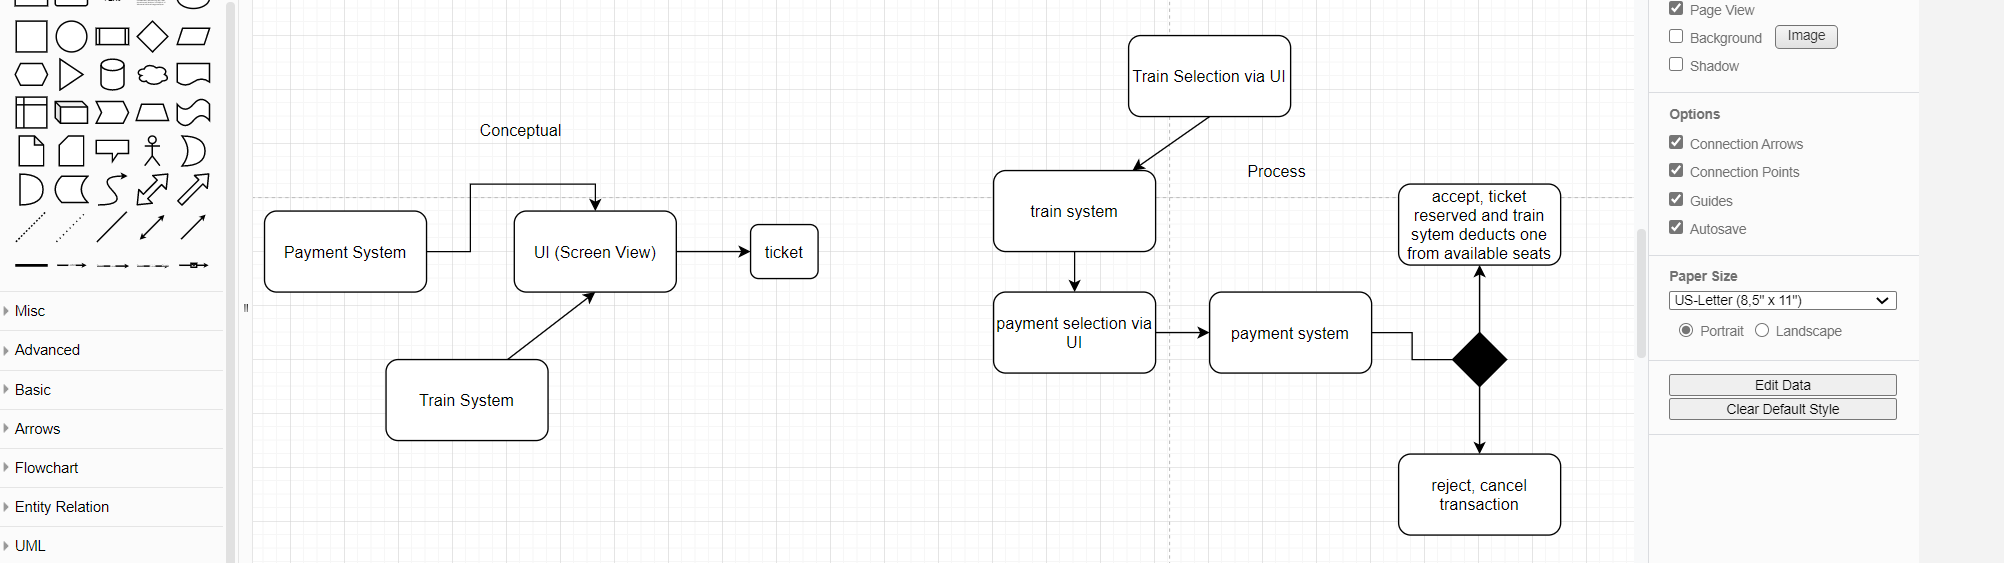 Misc
Advanced
Basic
Arrows
Flowchart
Entity Relation
UML
Conceptual
Payment System
UI (Screen View)
ticket
Train System
Train Selection via UI
Process
train system
payment selection via
UI
payment system
accept, ticket
reserved and train
sytem deducts one
from available seats
reject, cancel
transaction
Page View
Background
Image
Shadow
Options
Connection Arrows
Connection Points
Guides
Autosave
Paper Size
US-Letter (8,5" x 11")
Portrait
Landscape
Edit Data
Clear Default Style